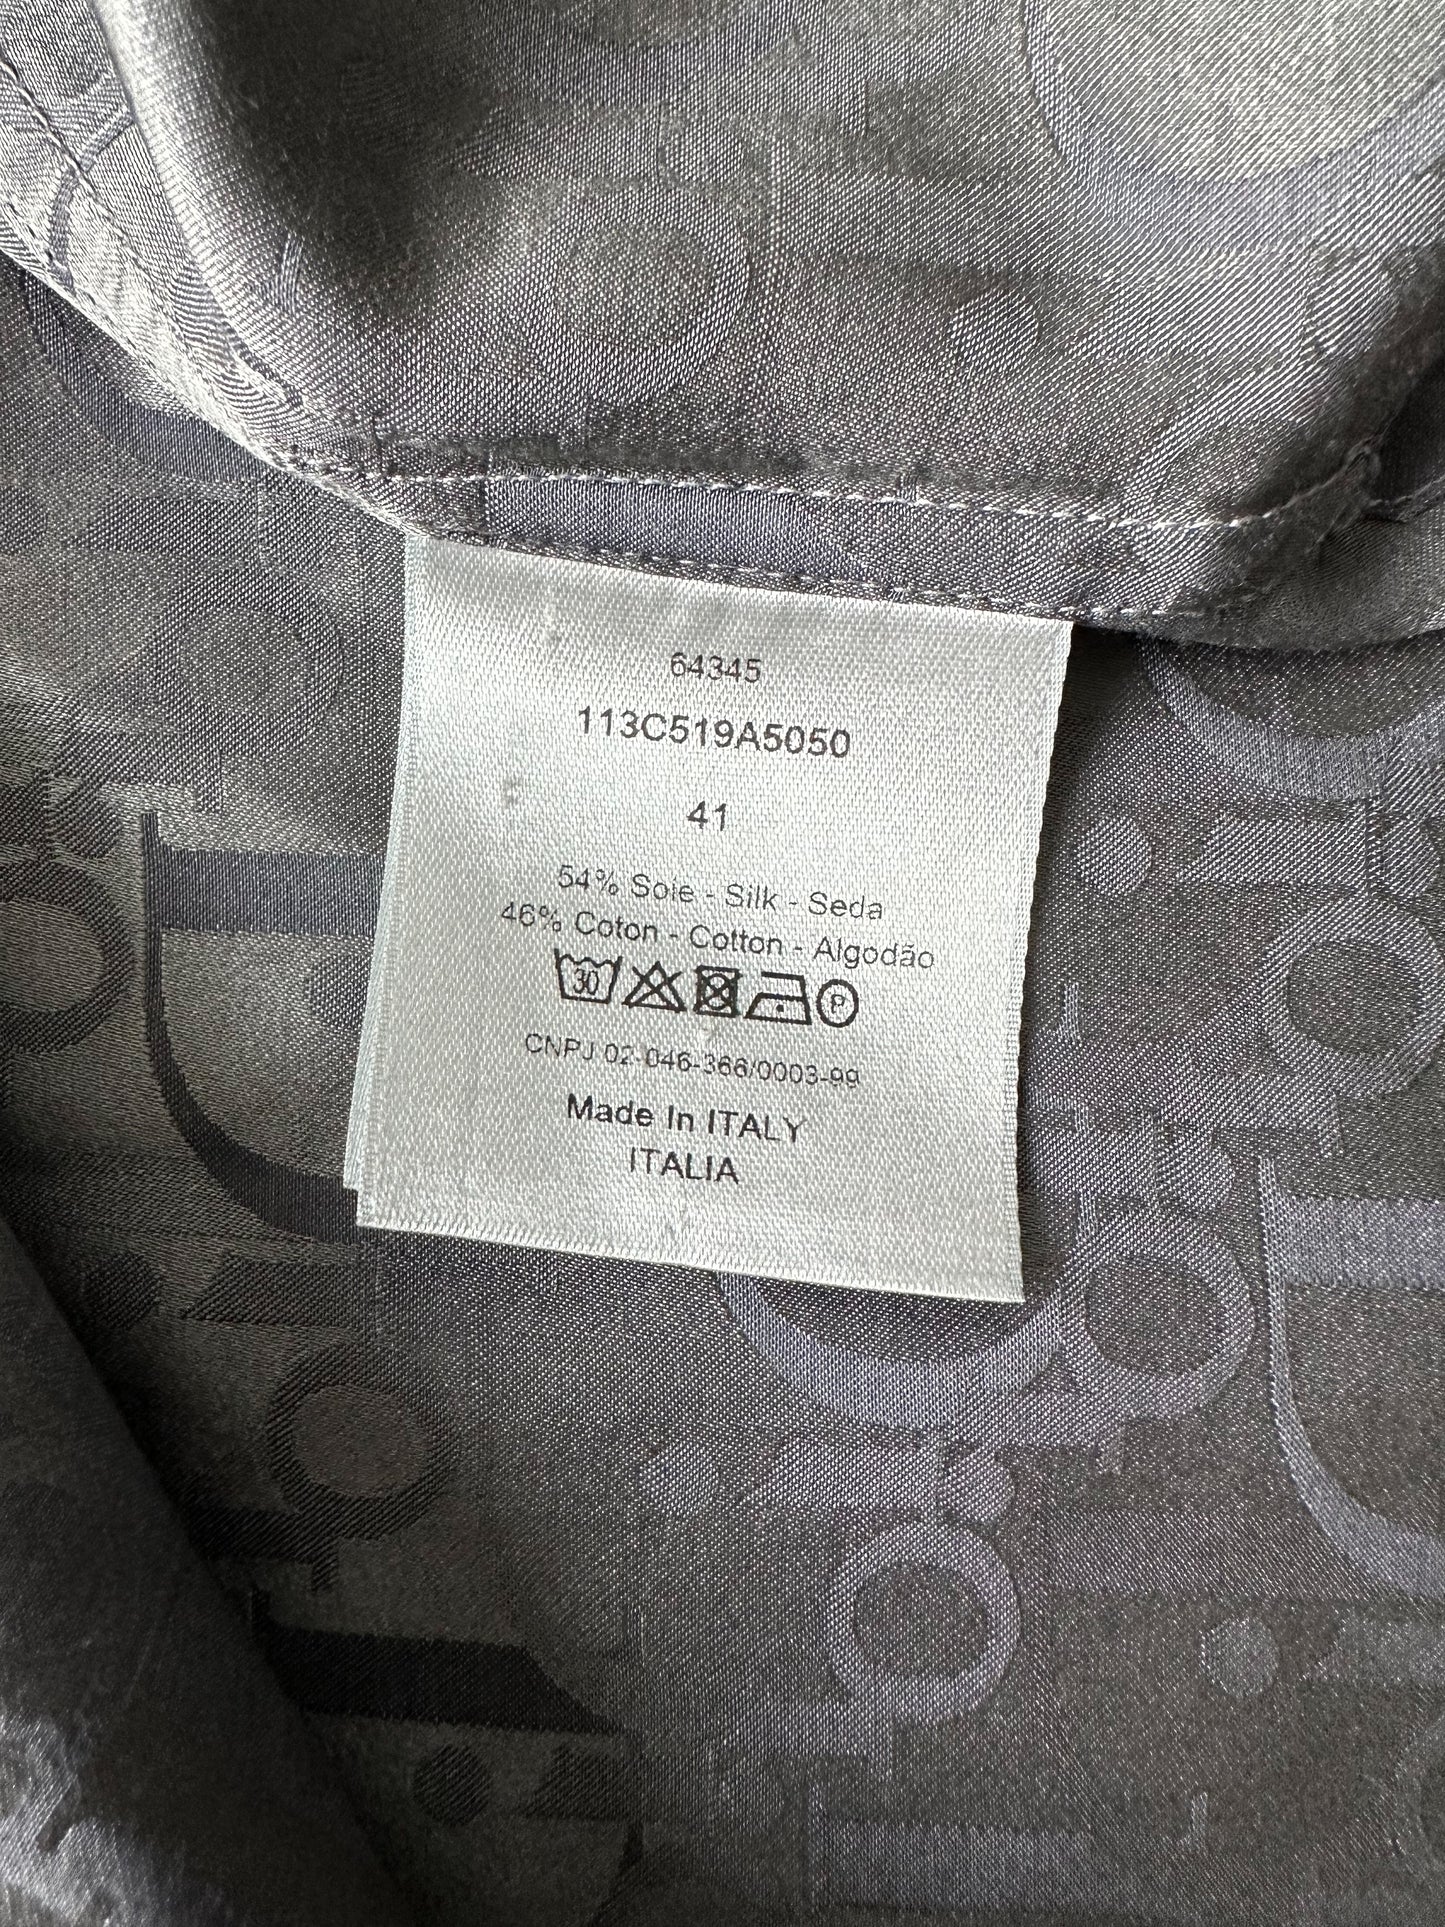 64345
113C519A5050
41
54% Soie - Silk - Seda
46% Coton - Cotton - Algodão
30 P
CNPJ 02-046-366/0003-99
Made In ITALY
ITALIA